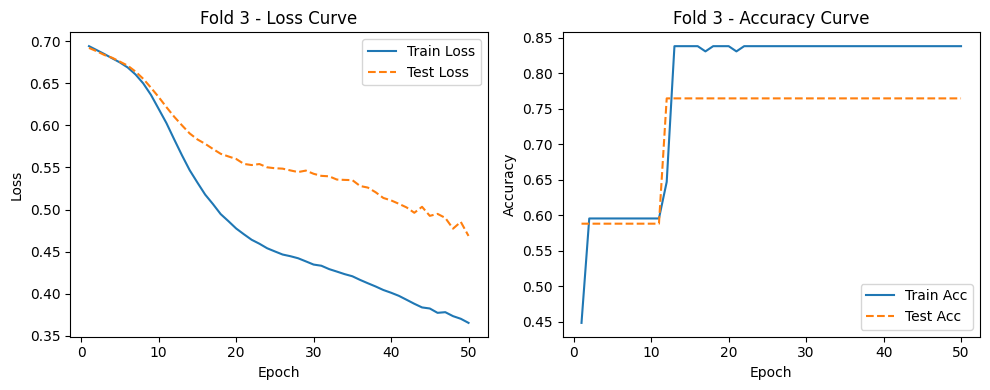 Fold 3 - Loss Curve
0.70
0.65
0.60
0.55
0.50
0.45
0.40
0.35
Loss
0 10 20 30 40 50
Epoch
Train Loss
Test Loss
Fold 3 - Accuracy Curve
0.85
0.80
0.75
0.70
0.65
0.60
0.55
0.50
0.45
Accuracy
0 10 20 30 40 50
Epoch
Train Acc
Test Acc